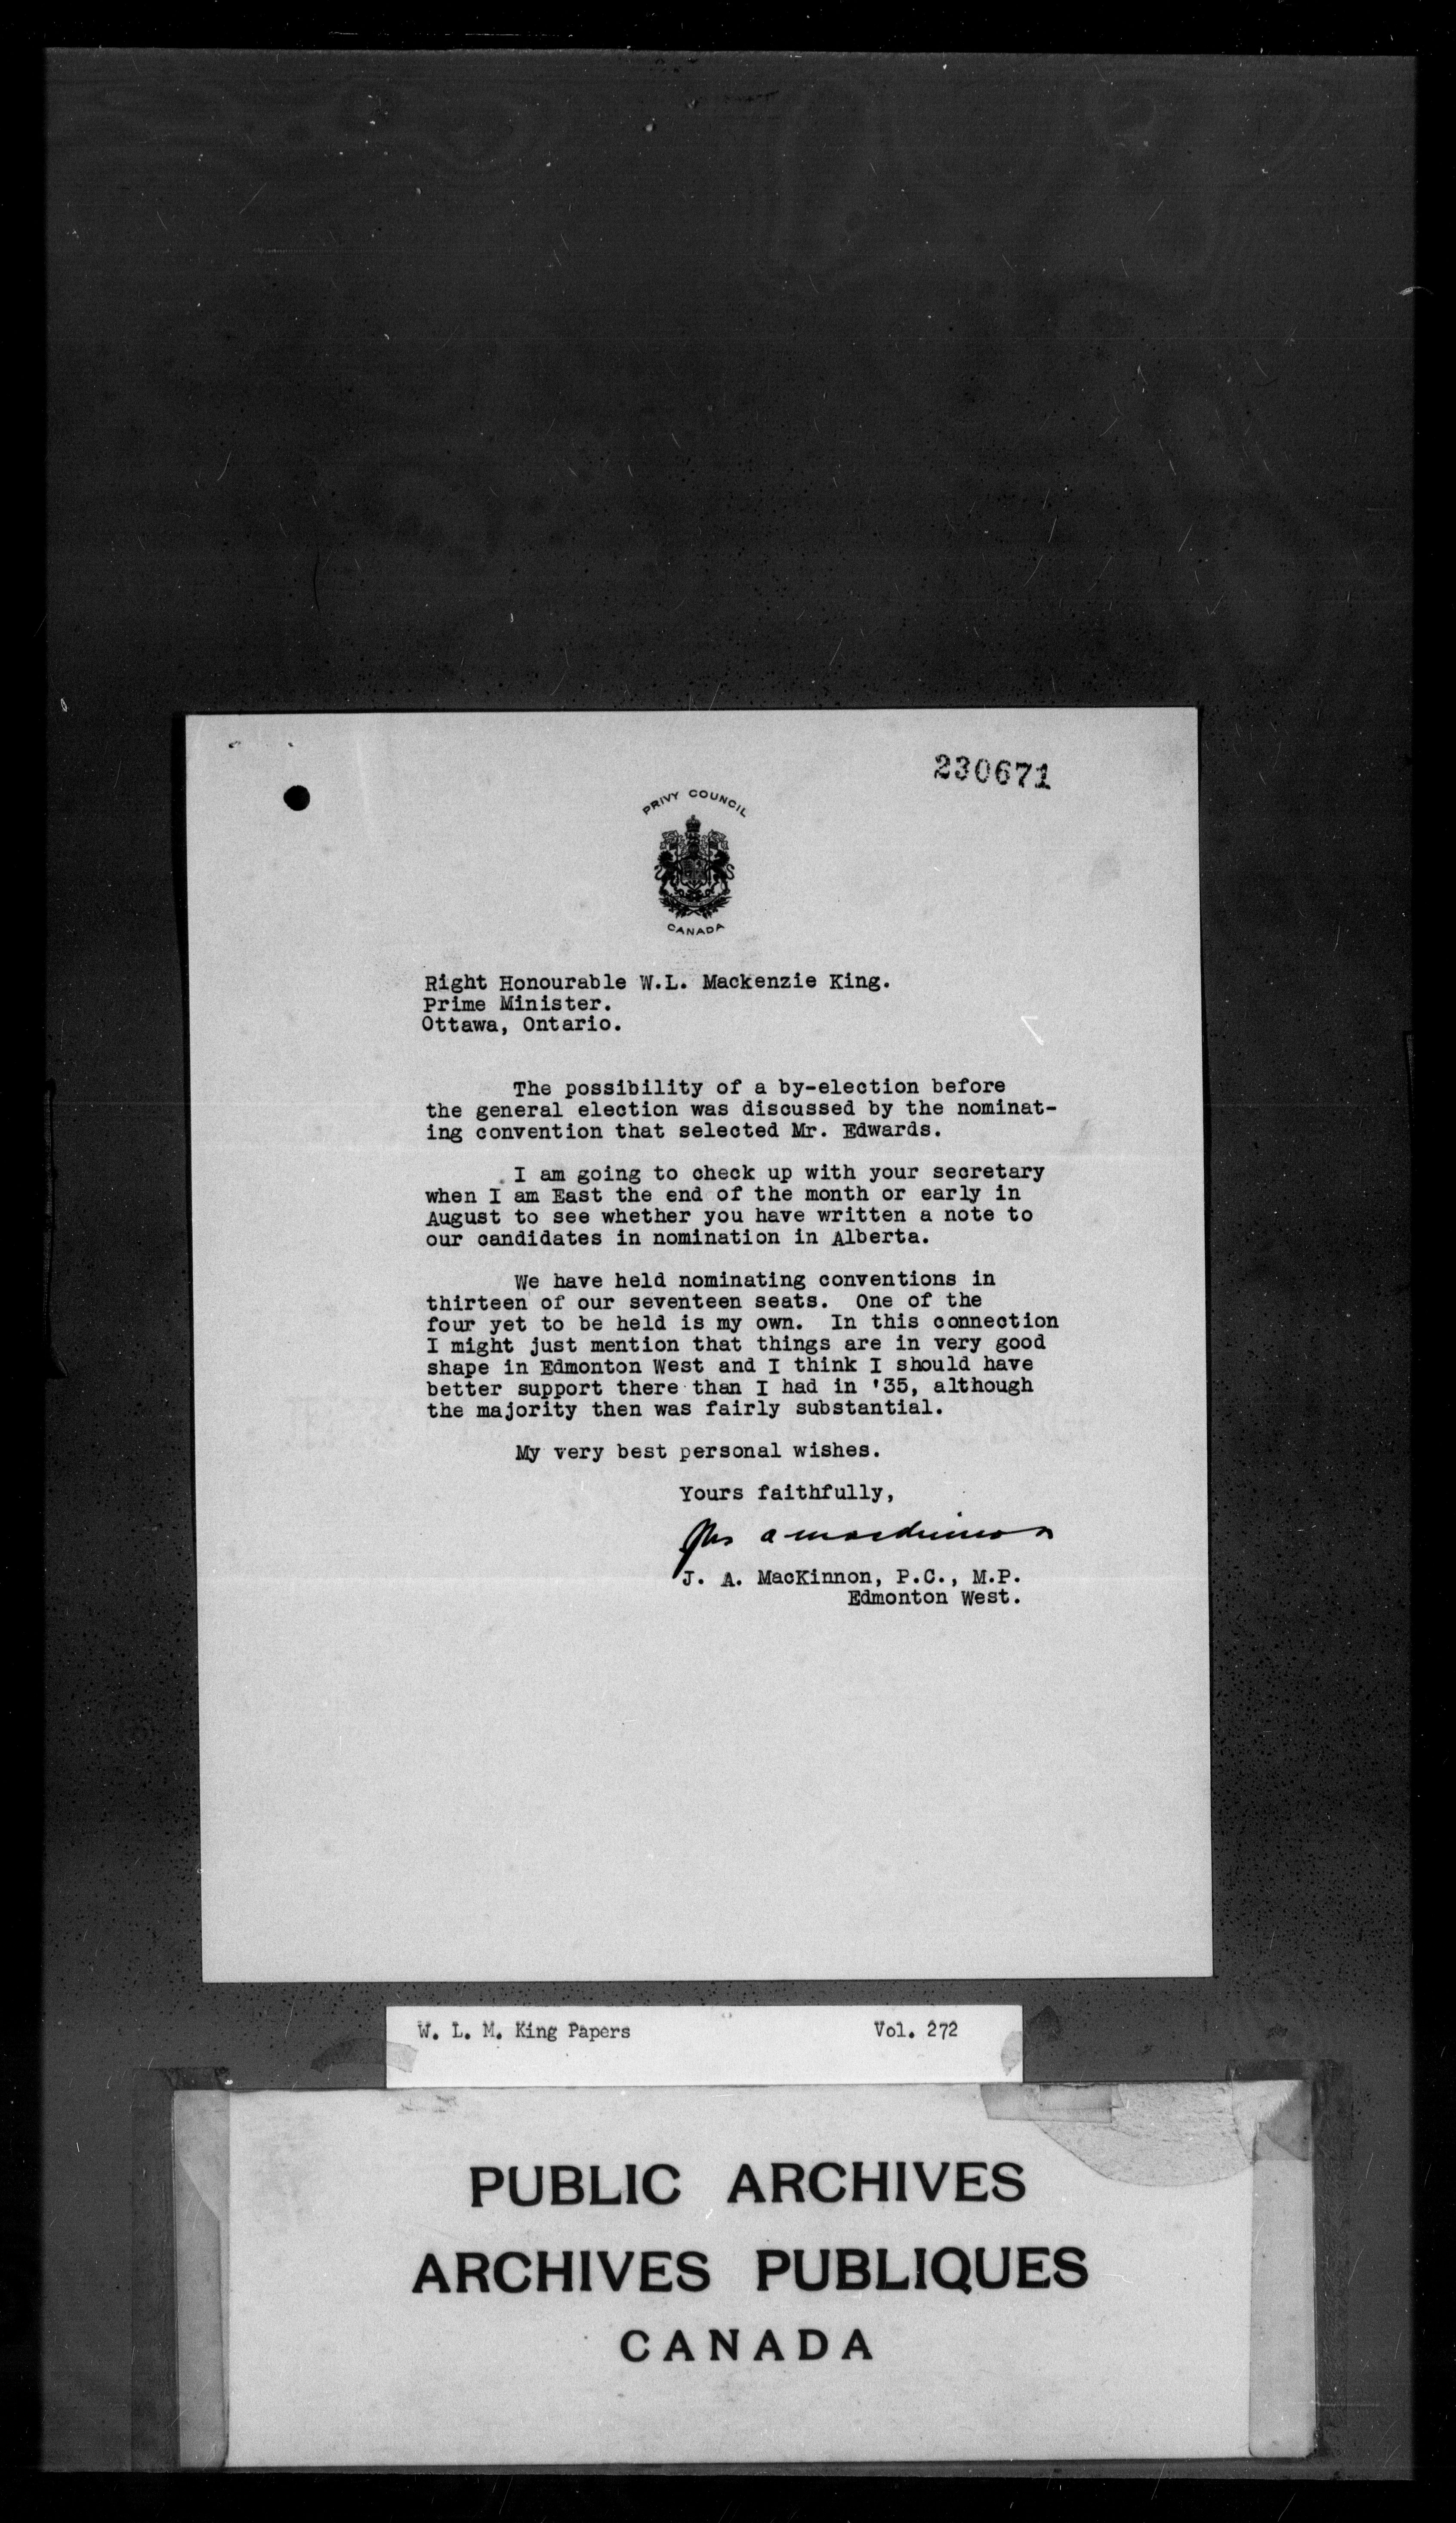 230671
PRIVY COUNCIL
CANADA
Right Honourable W.L. Mackenzie King.
Prime Minister.
Ottawa, Ontario.
The possibility of a by-election before
the general election was discussed by the nominat-
ing convention that selected Mr. Edwards.
I am going to check up with your secretary
when I am East the end of the month or early in
August to see whether you have written a note to
our candidates in nomination in Alberta.
We have held nominating conventions in
thirteen of our seventeen seats. One of the
four yet to be held is my own. In this connection
I might just mention that things are in very good
shape in Edmonton West and I think I should have
better support there than I had in '35, although
the majority then was fairly substantial.
My very best personal wishes.
Yours faithfully,
Jas a MacKinnon
J. A. MacKinnon, P.C., M.P.
Edmonton West.
W. L. M. King Papers Vol. 272
PUBLIC ARCHIVES
ARCHIVES PUBLIQUES
CANADA